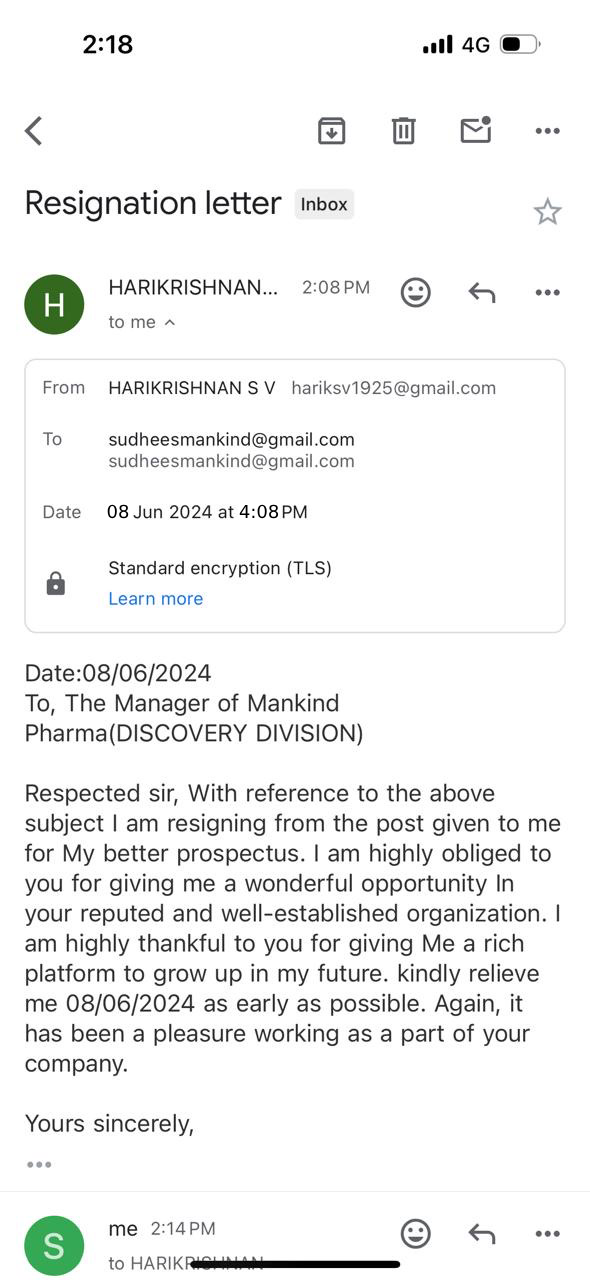 2:18 4G
Resignation letter Inbox
H HARIKRISHNAN... 2:08 PM
to me
From HARIKRISHNAN S V hariksv1925@gmail.com
To sudheesmankind@gmail.com
sudheesmankind@gmail.com
Date 08 Jun 2024 at 4:08 PM
Standard encryption (TLS)
Learn more
Date:08/06/2024
To, The Manager of Mankind
Pharma(DISCOVERY DIVISION)
Respected sir, With reference to the above
subject I am resigning from the post given to me
for My better prospectus. I am highly obliged to
you for giving me a wonderful opportunity In
your reputed and well-established organization. I
am highly thankful to you for giving Me a rich
platform to grow up in my future. kindly relieve
me 08/06/2024 as early as possible. Again, it
has been a pleasure working as a part of your
company.
Yours sincerely,
S me 2:14 PM
to HARIKRISHNAN